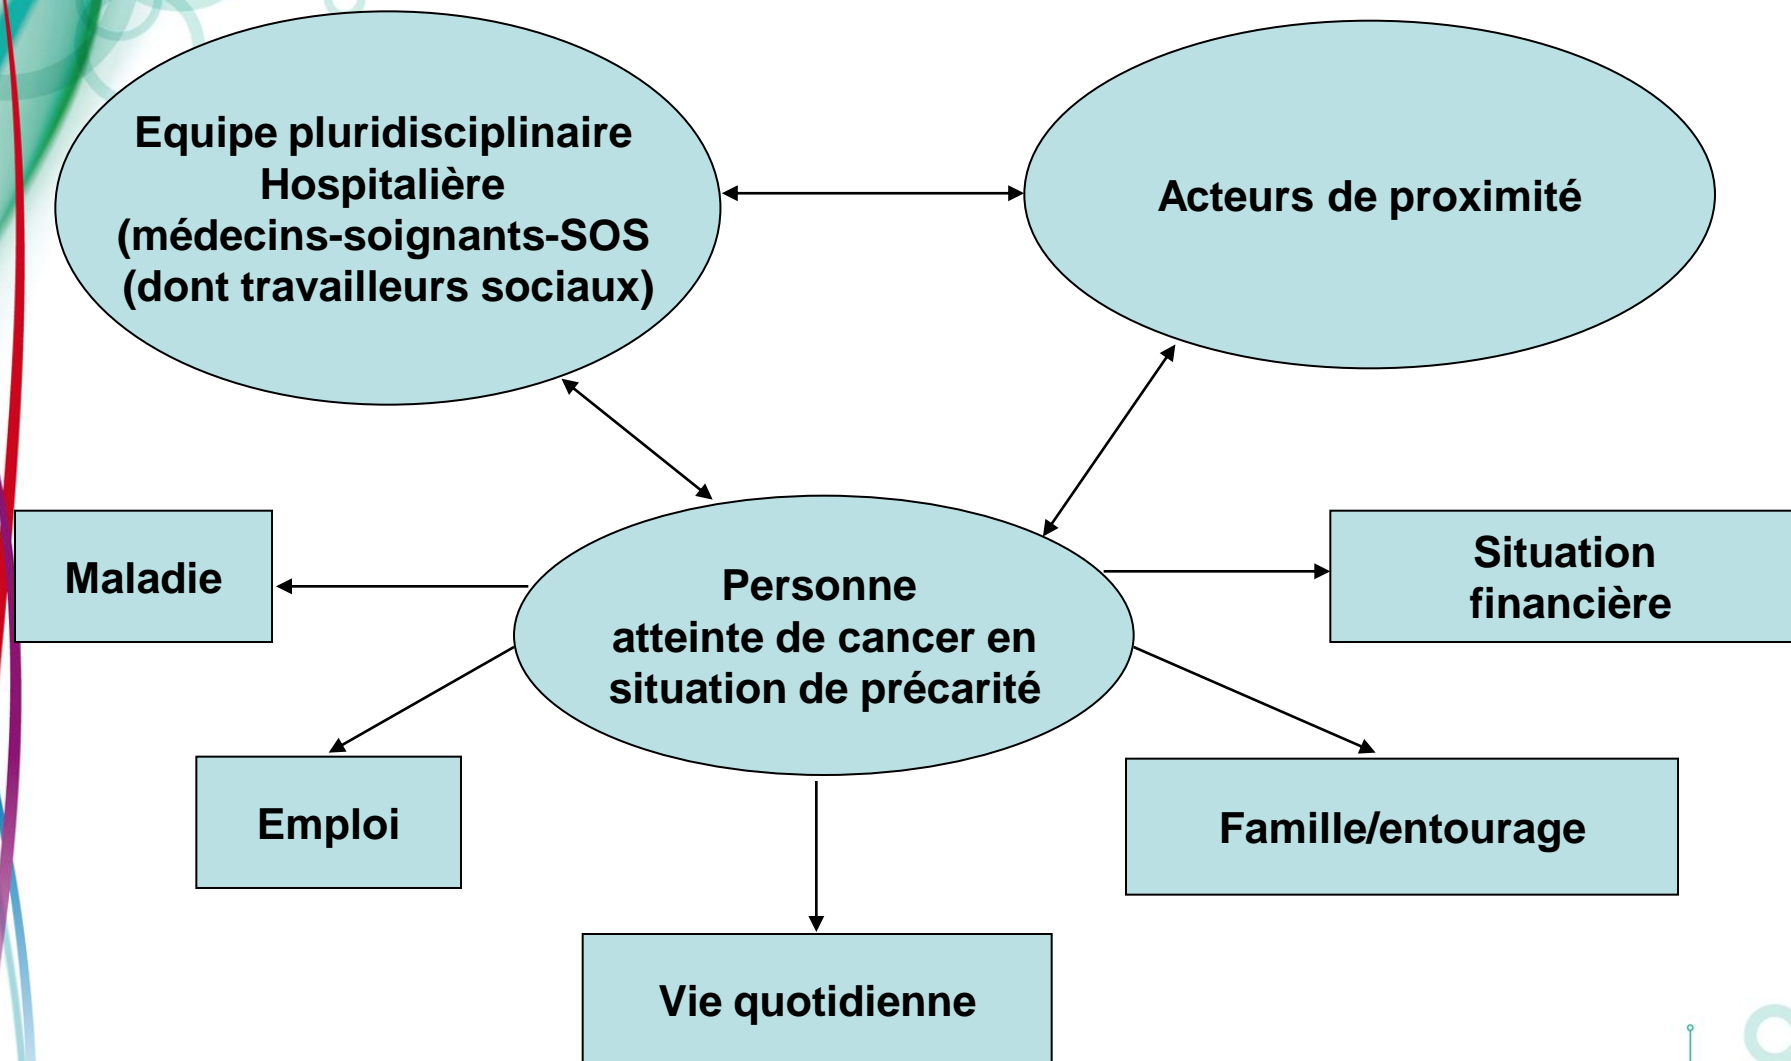 Equipe pluridisciplinaire
Hospitalière
(médecins-soignants-SOS
(dont travailleurs sociaux)
Acteurs de proximité
Maladie
Personne
atteinte de cancer en
situation de précarité
Situation
financière
Emploi
Famille/entourage
Vie quotidienne